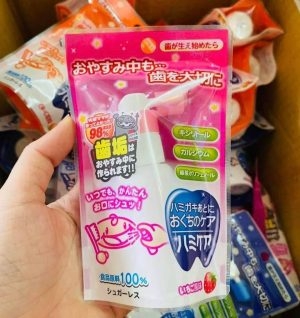 歯が生え始めたら
おやすみ中も
歯を大切に
98%
歯垢は
おやすみ中に
作られます!!
キシリトール
カルシウム
いつでも、かんたん
お口にシュッ!
ハミガキあとに
おくちのケア
ハミケア
食品原料100%
シュガーレス